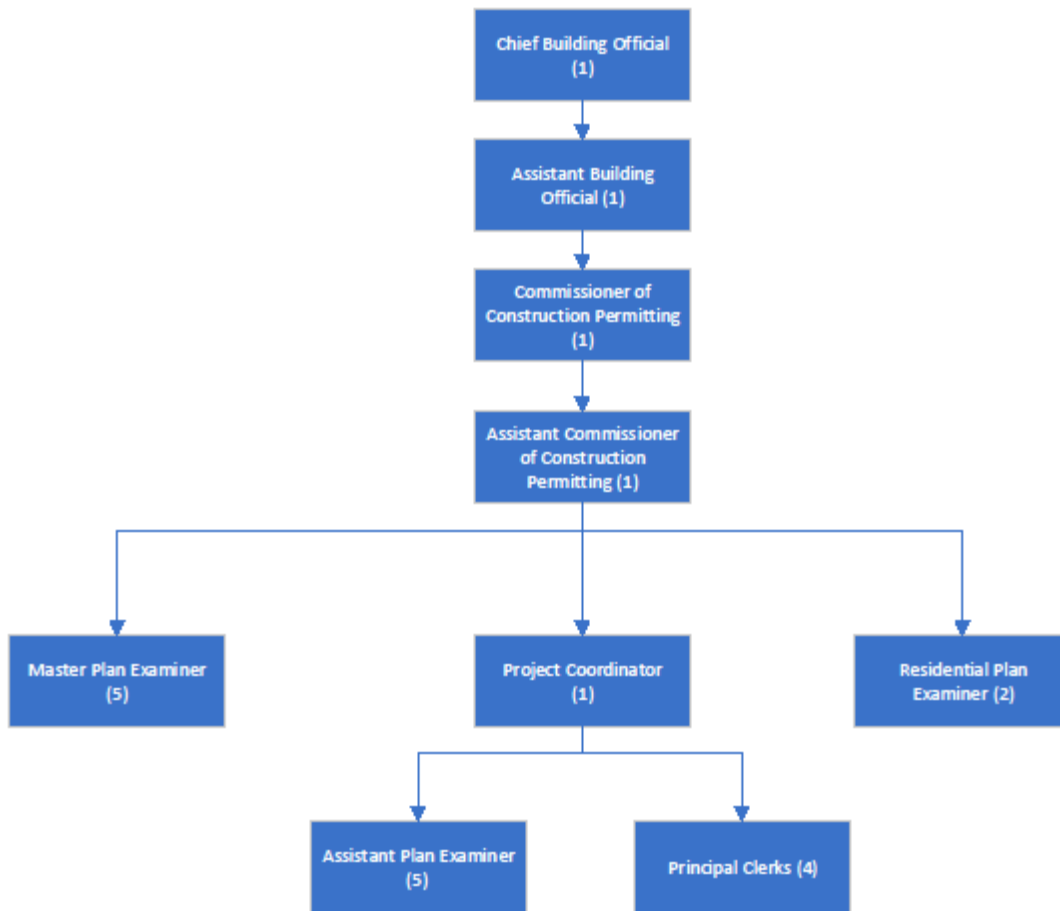 Chief Building Official
(1)
Assistant Building
Official (1)
Commissioner of
Construction Permitting
(1)
Assistant Commissioner
of Construction
Permitting (1)
Master Plan Examiner
(5)
Project Coordinator
(1)
Residential Plan
Examiner (2)
Assistant Plan Examiner
(5)
Principal Clerks (4)